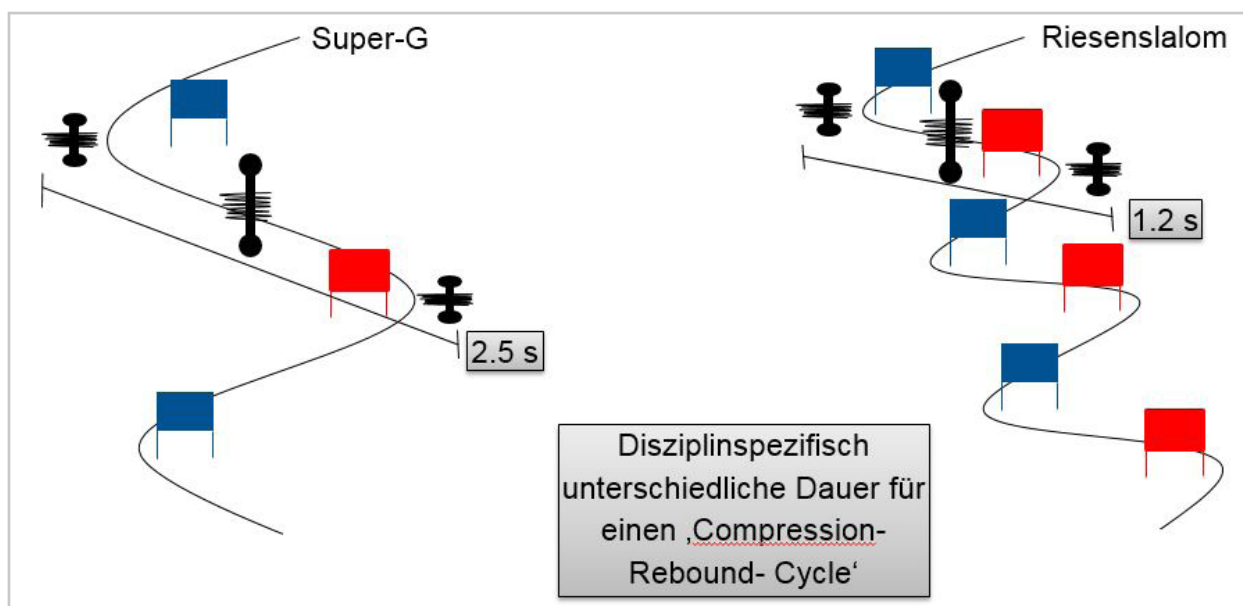 Super-G
Riesenslalom
1.2 s
2.5 s
Disziplinspezifisch
unterschiedliche Dauer für
einen ‚Compression-
Rebound- Cycle‘